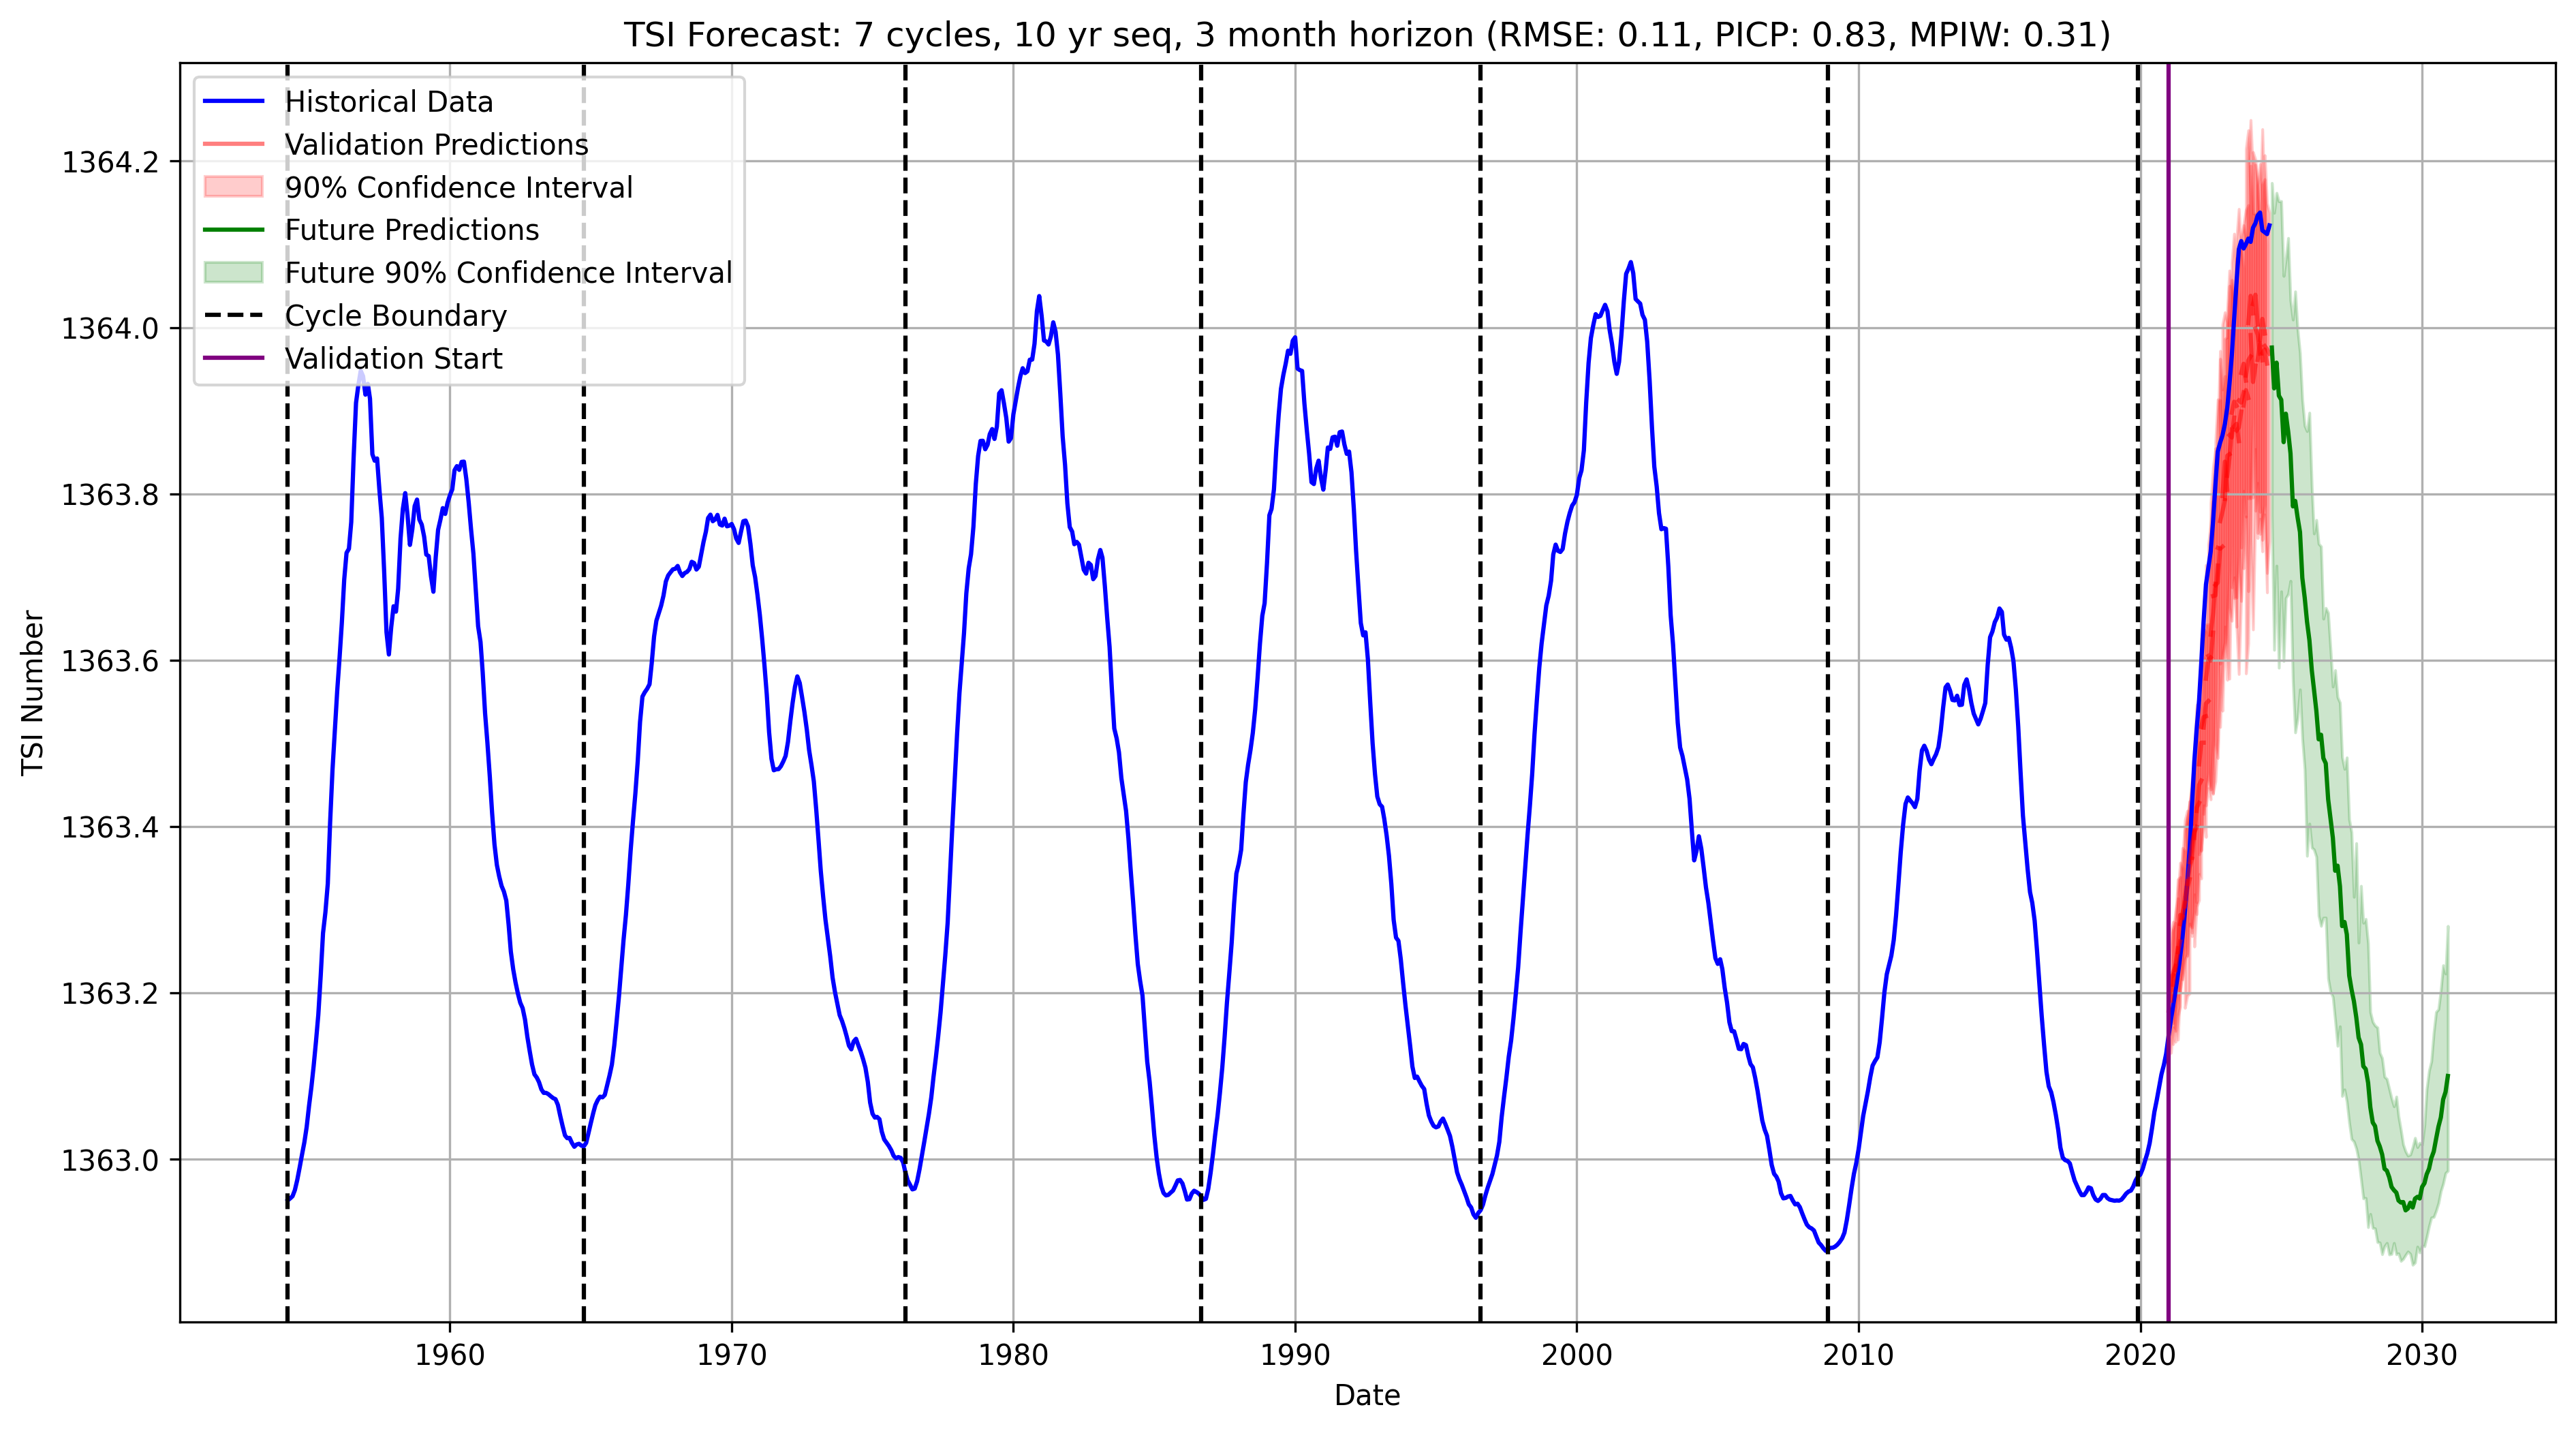 TSI Forecast: 7 cycles, 10 yr seq, 3 month horizon (RMSE: 0.11, PICP: 0.83, MPIW: 0.31)
Historical Data
Validation Predictions
90% Confidence Interval
Future Predictions
Future 90% Confidence Interval
Cycle Boundary
Validation Start
TSI Number
1364.2
1364.0
1363.8
1363.6
1363.4
1363.2
1363.0
1960 1970 1980 1990 2000 2010 2020 2030
Date